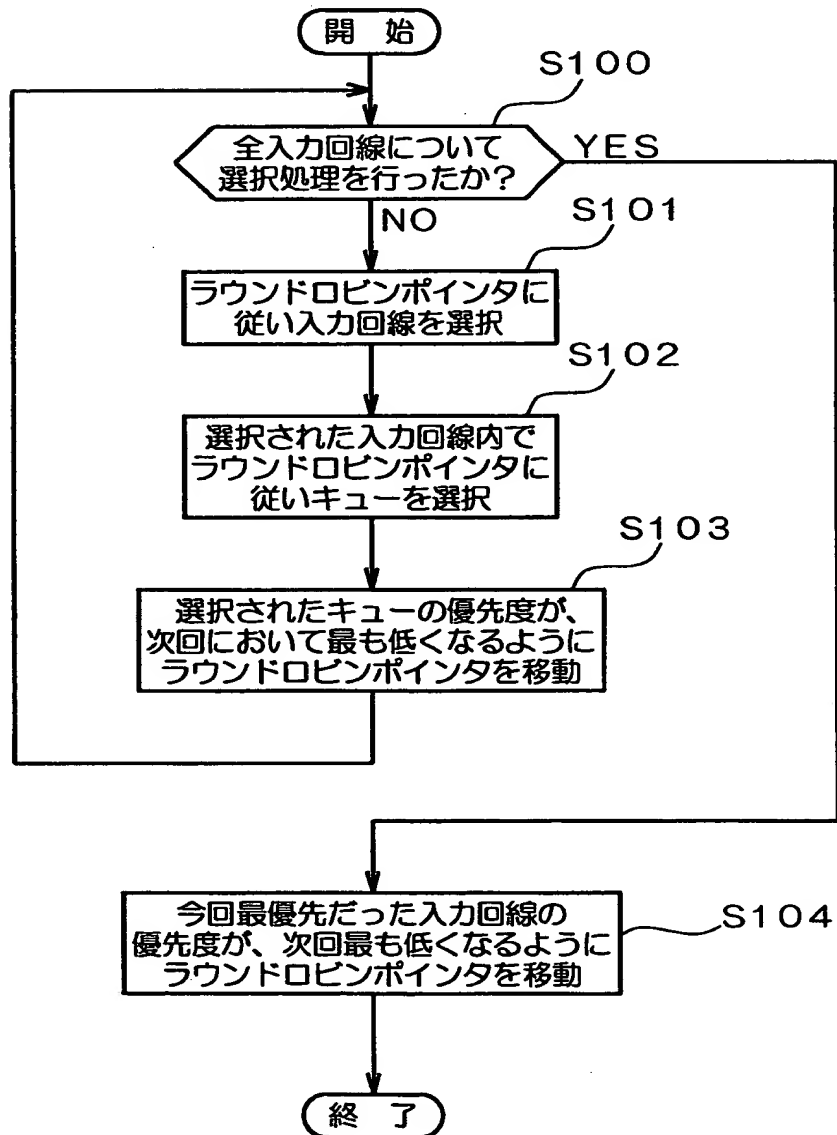 開 始
S100
全入力回線について
選択処理を行ったか?
YES
NO
S101
ラウンドロビンポインタに
従い入力回線を選択
S102
選択された入力回線内で
ラウンドロビンポインタに
従いキューを選択
S103
選択されたキューの優先度が、
次回において最も低くなるように
ラウンドロビンポインタを移動
今回最優先だった入力回線の
優先度が、次回最も低くなるように
ラウンドロビンポインタを移動
S104
終 了